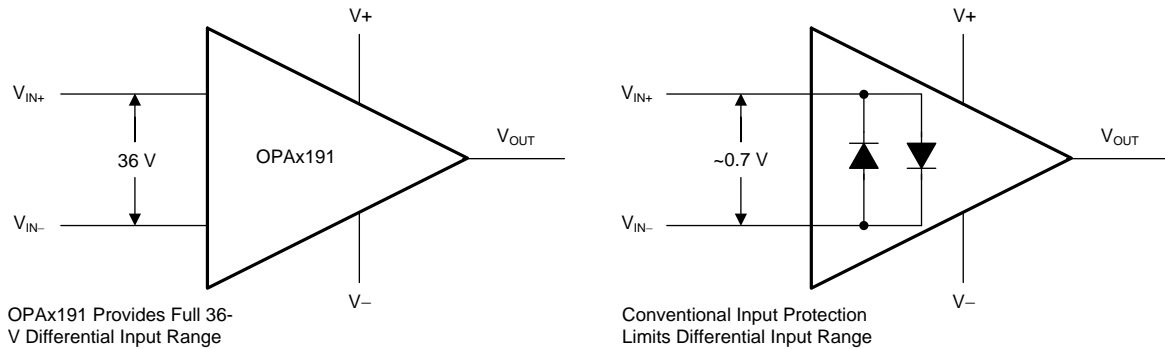 V+
VIN+
36 V
OPAx191
VOUT
VIN–
V–
OPAx191 Provides Full 36-
V Differential Input Range
V+
VIN+
~0.7 V
VOUT
VIN–
V–
Conventional Input Protection
Limits Differential Input Range